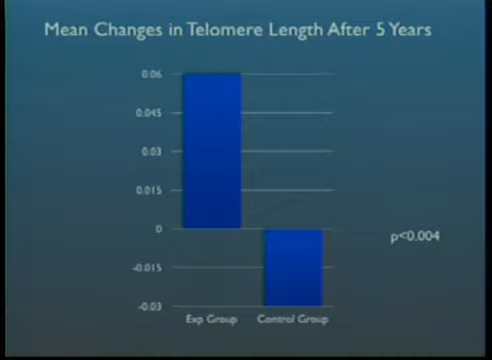 Mean Changes in Telomere Length After 5 Years
0.06
0.045
0.03
0.015
0
-0.015
-0.03
p<0.004
Exp Group
Control Group